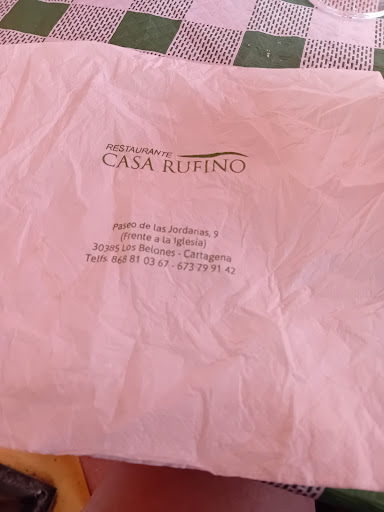 RESTAURANTE
CASA RUFINO
Paseo de las Jordanas, 9
(Frente a la Iglesia)
30385 Los Belones - Cartagena
Telfs. 868 81 03 67 - 673 79 91 42